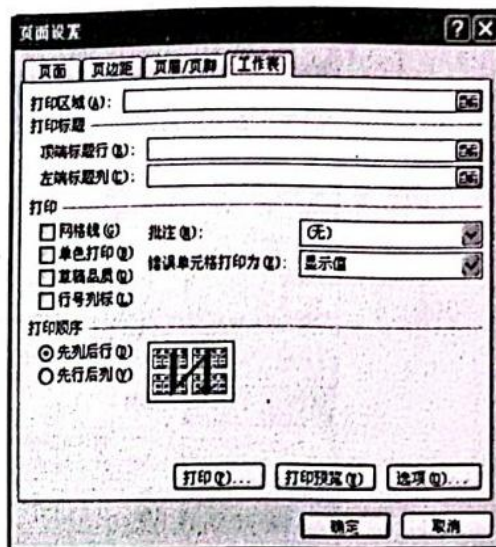 页面设置
页面 页边距 页眉/页脚 工作表
打印区域(A):
打印标题
顶端标题行(R):
左端标题列(C):
打印
网格线(G) 批注(M): (无)
单色打印(B)
错误单元格打印为(E): 显示值
草稿品质(Q)
行号列标(L)
打印顺序
先列后行(D)
先行后列(V)
打印(P)... 打印预览(W) 选项(O)...
确定 取消